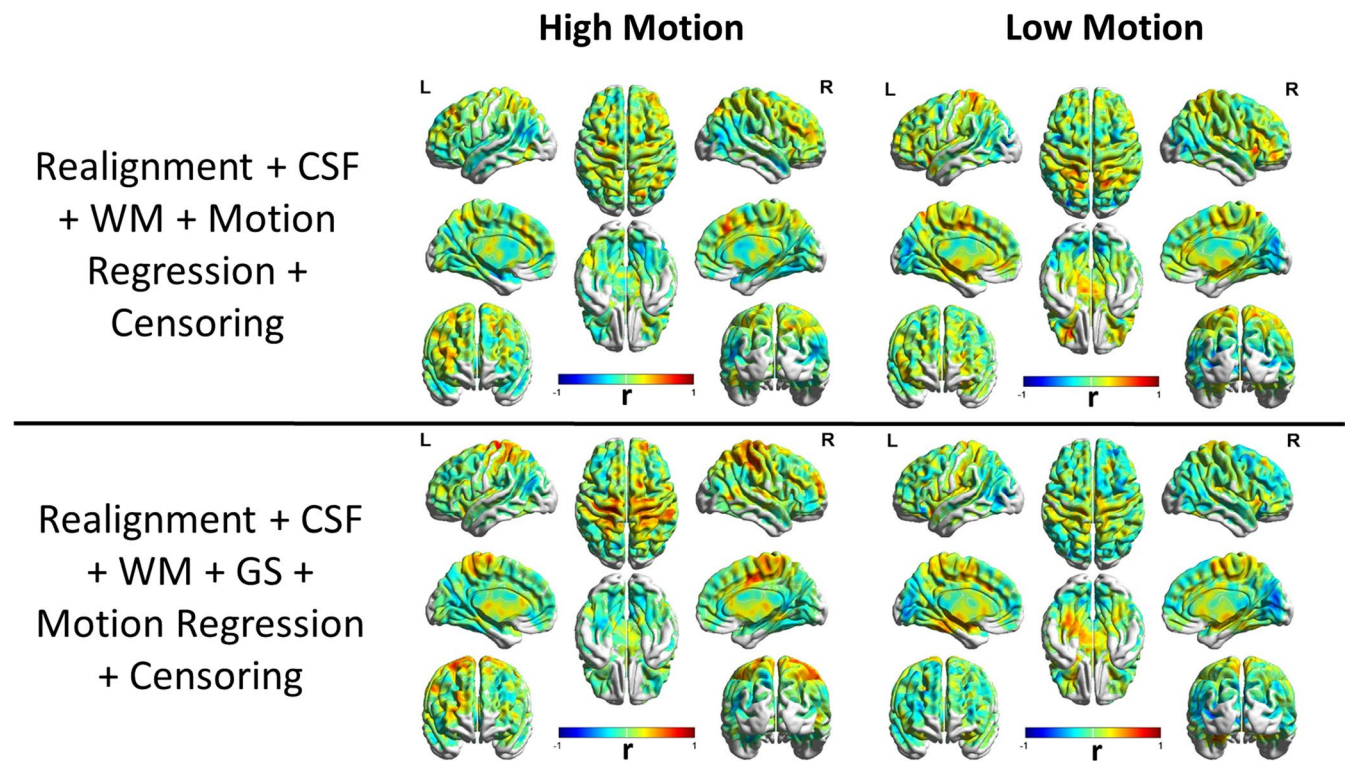 High Motion
Low Motion
L
R
L
R
Realignment + CSF
+ WM + Motion
Regression +
Censoring
-1
r
1
-1
r
1
L
R
L
R
Realignment + CSF
+ WM + GS +
Motion Regression
+ Censoring
-1
r
1
-1
r
1